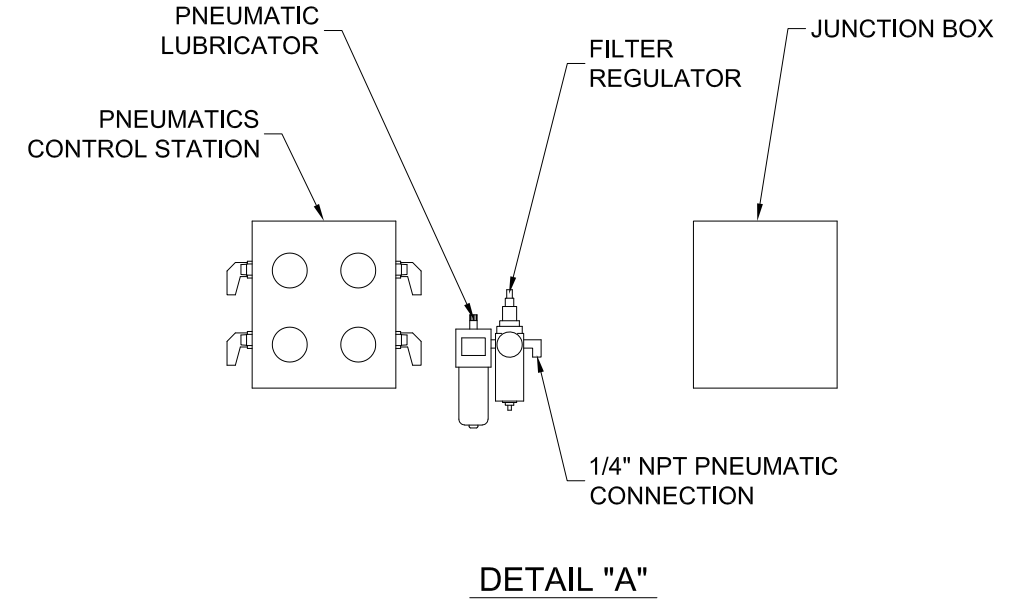 PNEUMATIC
LUBRICATOR
FILTER
REGULATOR
JUNCTION BOX
PNEUMATICS
CONTROL STATION
1/4" NPT PNEUMATIC
CONNECTION
DETAIL "A"